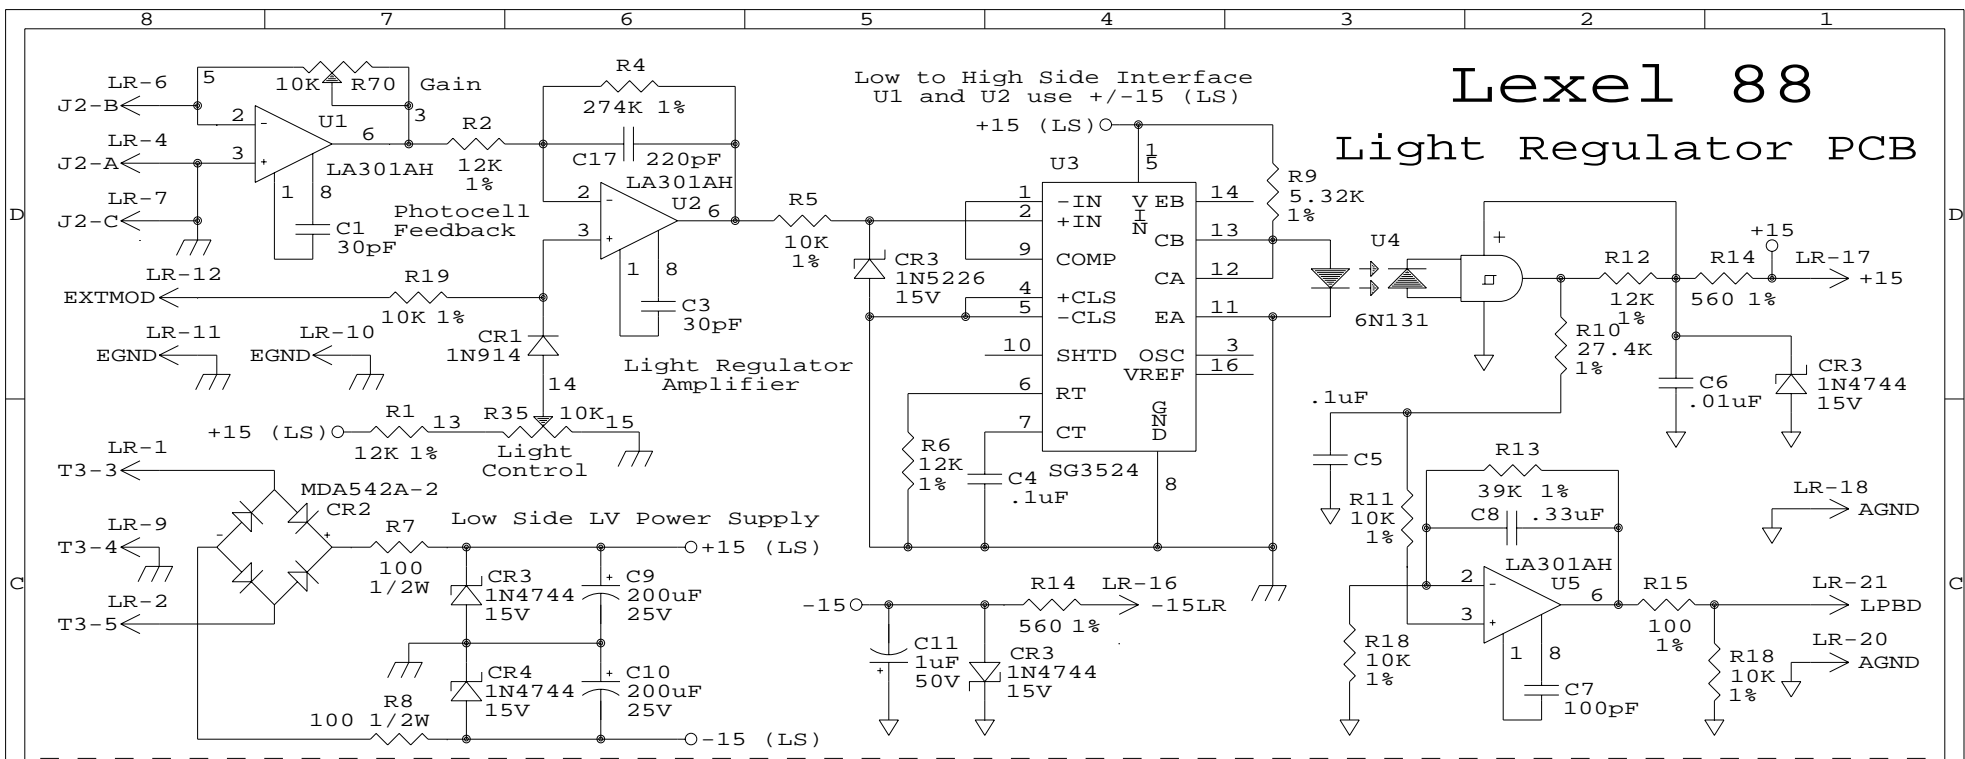 8 7 6 5 4 3 2 1
Lexel 88
Light Regulator PCB
D
C
D
C
LR-6
J2-B
LR-4
J2-A
LR-7
J2-C
5
10K
R70
Gain
3
2
-
3
+
U1
6
LA301AH
1
8
C1
30pF
Photocell
Feedback
R2
12K
1%
R4
274K 1%
C17
220pF
LA301AH
U2
2
-
3
+
6
1
8
C3
30pF
Light Regulator
Amplifier
LR-12
EXTMOD
R19
10K 1%
LR-11
EGND
LR-10
EGND
CR1
1N914
14
R1
+15 (LS)
13
12K 1%
R35
10K
15
Light
Control
R5
10K
1%
CR3
1N5226
15V
Low to High Side Interface
U1 and U2 use +/-15 (LS)
+15 (LS)
U3
1
5
1
-IN
2
+IN
9
COMP
4
+CLS
5
-CLS
10
SHTD
6
RT
7
CT
VIN
EB
14
CB
13
CA
12
EA
11
OSC
3
VREF
16
GND
8
SG3524
R6
12K
1%
C4
.1uF
R9
5.32K
1%
U4
6N131
+
R12
12K
1%
R14
560 1%
+15
LR-17
+15
R10
27.4K
1%
C6
.01uF
CR3
1N4744
15V
.1uF
C5
R11
10K
1%
R13
39K 1%
C8
.33uF
LA301AH
U5
2
-
3
+
6
1
8
C7
100pF
R18
10K
1%
R15
100
1%
R18
10K
1%
LR-18
AGND
LR-21
LPBD
LR-20
AGND
LR-1
T3-3
LR-9
T3-4
LR-2
T3-5
MDA542A-2
CR2
-
+
R7
100
1/2W
Low Side LV Power Supply
+15 (LS)
CR3
1N4744
15V
+
C9
200uF
25V
CR4
1N4744
15V
+
C10
200uF
25V
R8
100 1/2W
-15 (LS)
-15
R14
560 1%
LR-16
-15LR
C11
1uF
50V
+
CR3
1N4744
15V